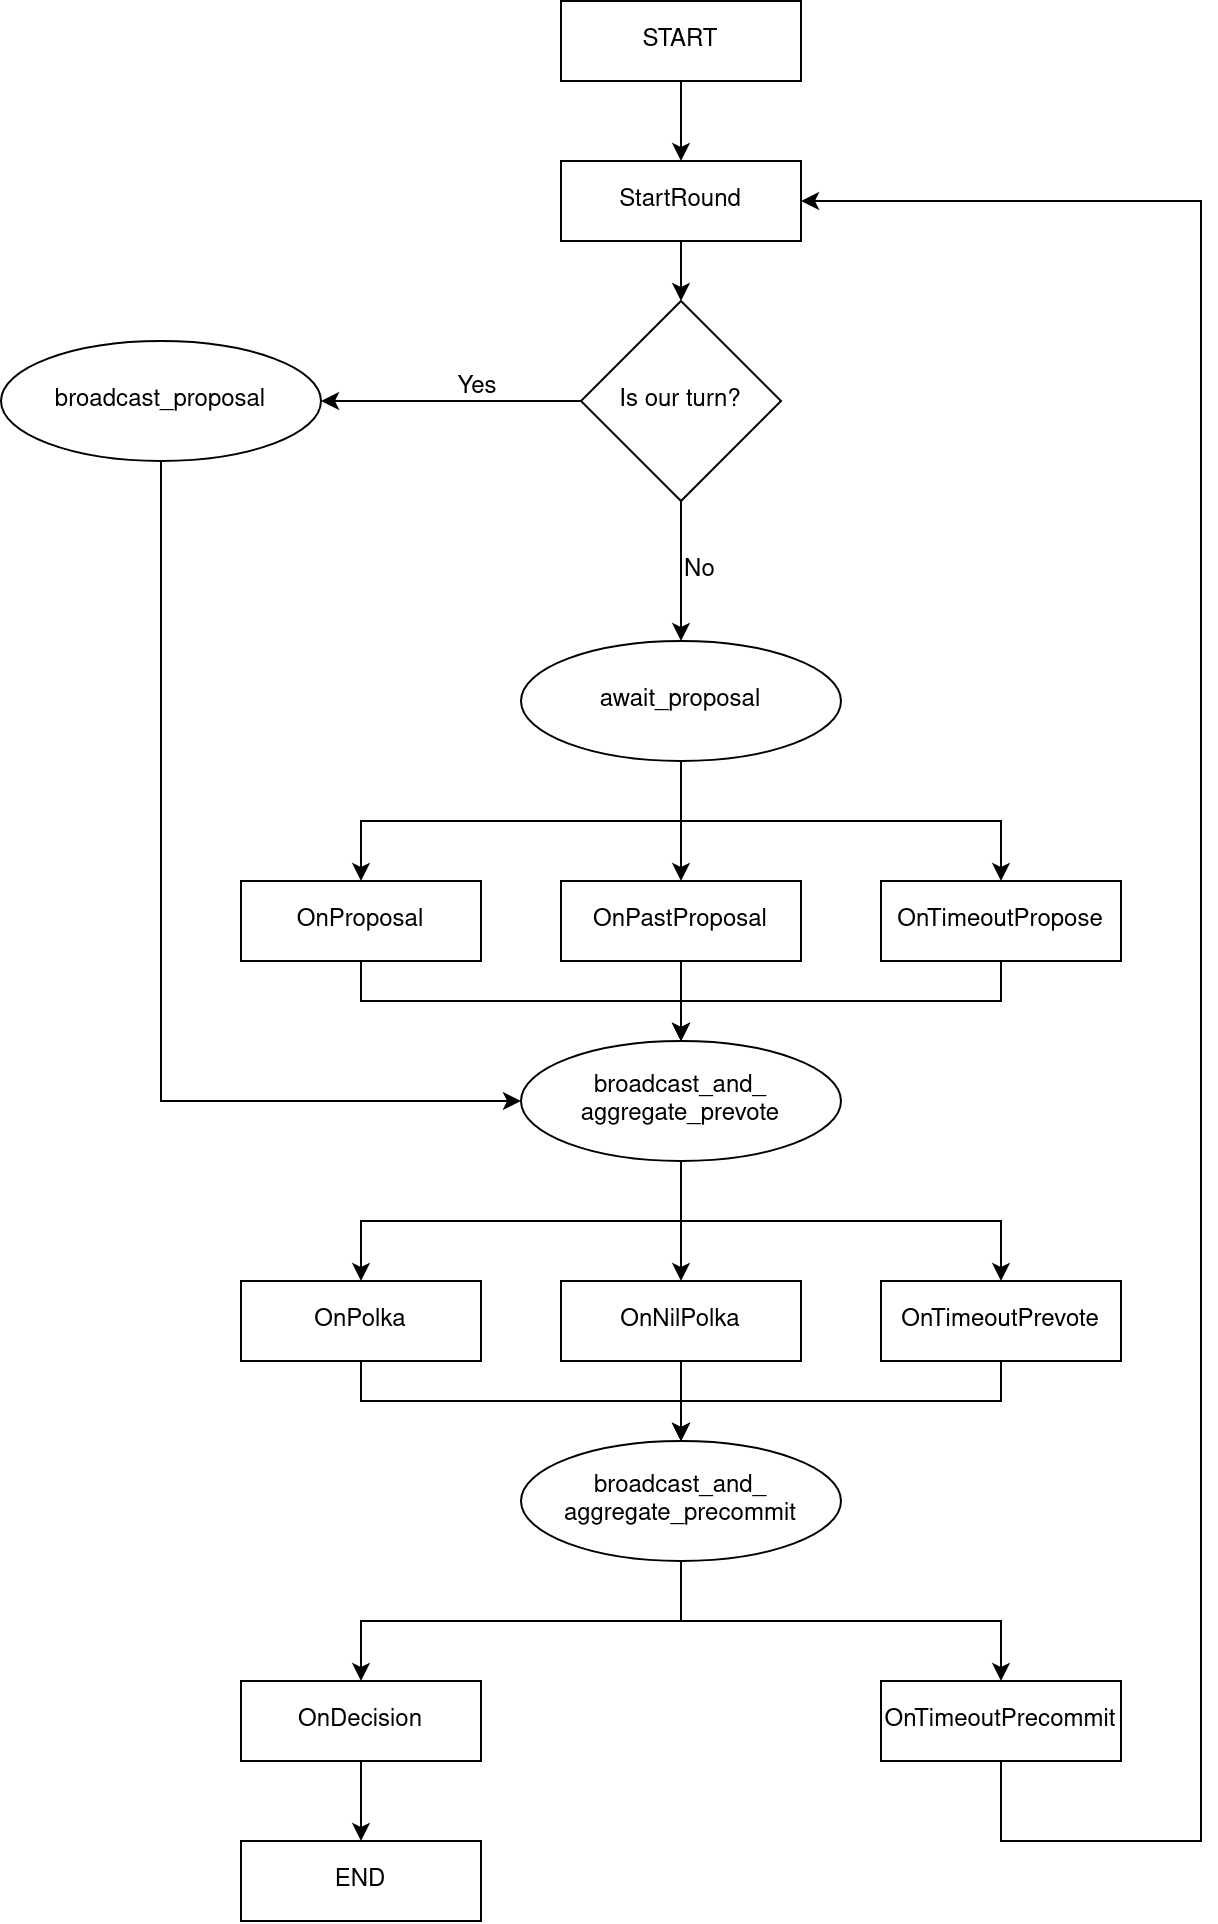 START
StartRound
Is our turn?
Yes
broadcast_proposal
No
await_proposal
OnProposal
OnPastProposal
OnTimeoutPropose
broadcast_and_
aggregate_prevote
OnPolka
OnNilPolka
OnTimeoutPrevote
broadcast_and_
aggregate_precommit
OnDecision
OnTimeoutPrecommit
END